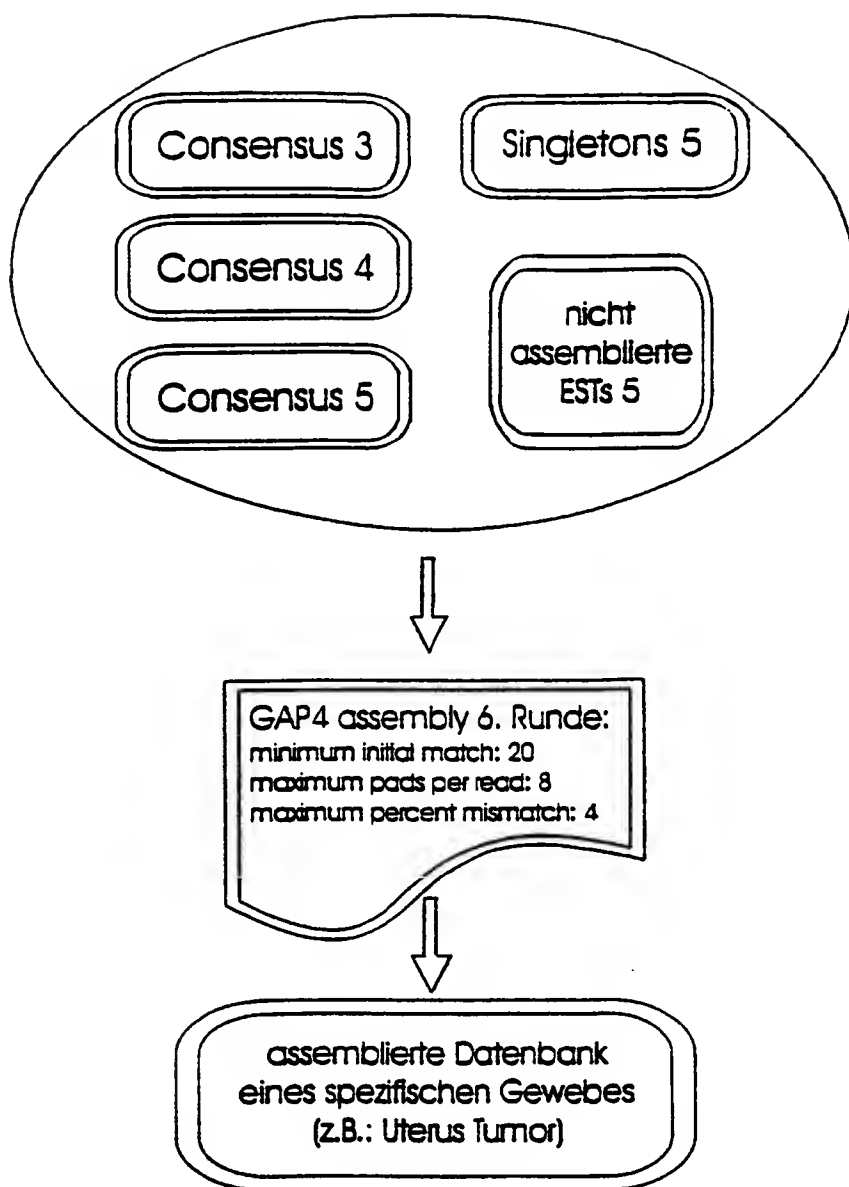 Consensus 3
Singletons 5
Consensus 4
nicht
assemblierte
ESTs 5
Consensus 5
GAP4 assembly 6. Runde:
minimum initial match: 20
maximum pads per read: 8
maximum percent mismatch: 4
assemblierte Datenbank
eines spezifischen Gewebes
(z.B.: Uterus Tumor)